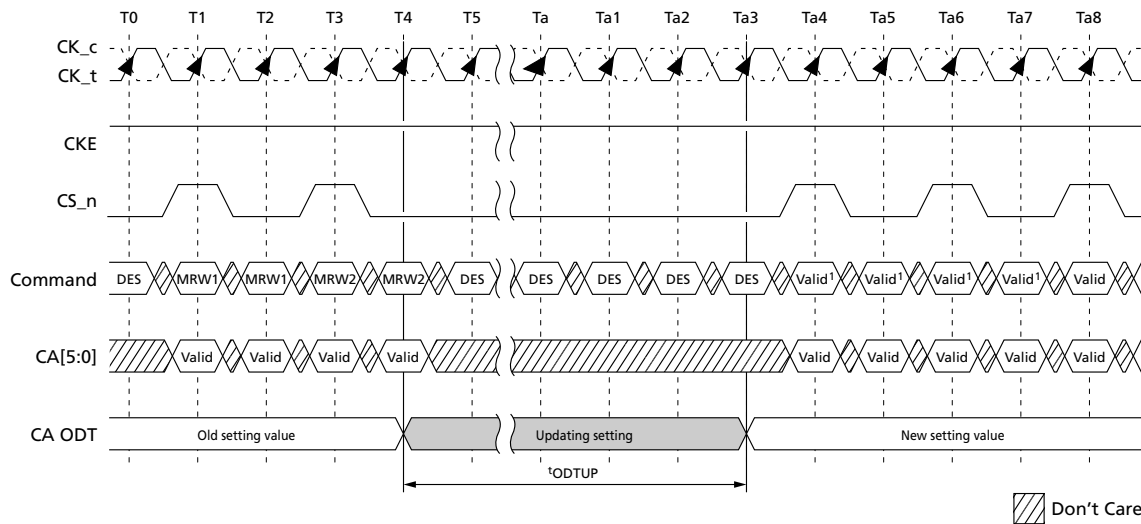 T0 T1 T2 T3 T4 T5 Ta Ta1 Ta2 Ta3 Ta4 Ta5 Ta6 Ta7 Ta8
CK_c
CK_t
CKE
CS_n
Command DES MRW1 MRW1 MRW2 MRW2 DES DES DES DES DES Valid¹ Valid¹ Valid¹ Valid¹ Valid
CA[5:0] Valid Valid Valid Valid Valid Valid Valid Valid Valid
CA ODT Old setting value Updating setting New setting value
ᵗODTUP
Don't Care